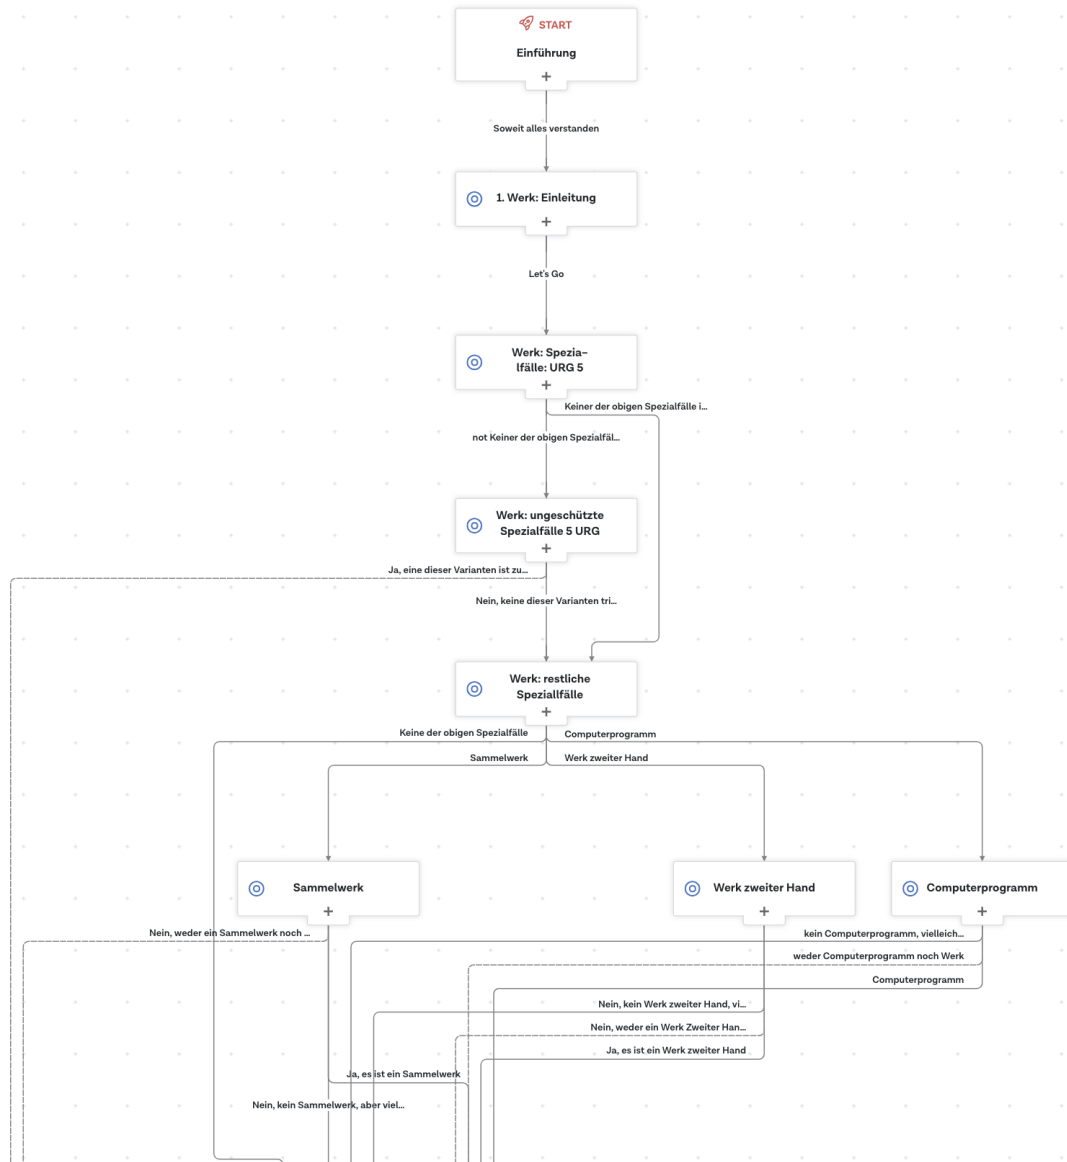 START
Einführung
Soweit alles verstanden
1. Werk: Einleitung
Let's Go
Werk: Spezia-
lfälle: URG 5
Keiner der obigen Spezialfälle i...
not Keiner der obigen Spezialfäl...
Werk: ungeschützte
Spezialfälle 5 URG
Ja, eine dieser Varianten ist zu...
Nein, keine dieser Varianten tri...
Werk: restliche
Speziallfälle
Keine der obigen Spezialfälle
Computerprogramm
Sammelwerk
Werk zweiter Hand
Sammelwerk
Werk zweiter Hand
Computerprogramm
Nein, weder ein Sammelwerk noch ...
kein Computerprogramm, vielleich...
weder Computerprogramm noch Werk
Computerprogramm
Nein, kein Werk zweiter Hand, vi...
Nein, weder ein Werk Zweiter Han...
Ja, es ist ein Werk zweiter Hand
Ja, es ist ein Sammelwerk
Nein, kein Sammelwerk, aber viel...